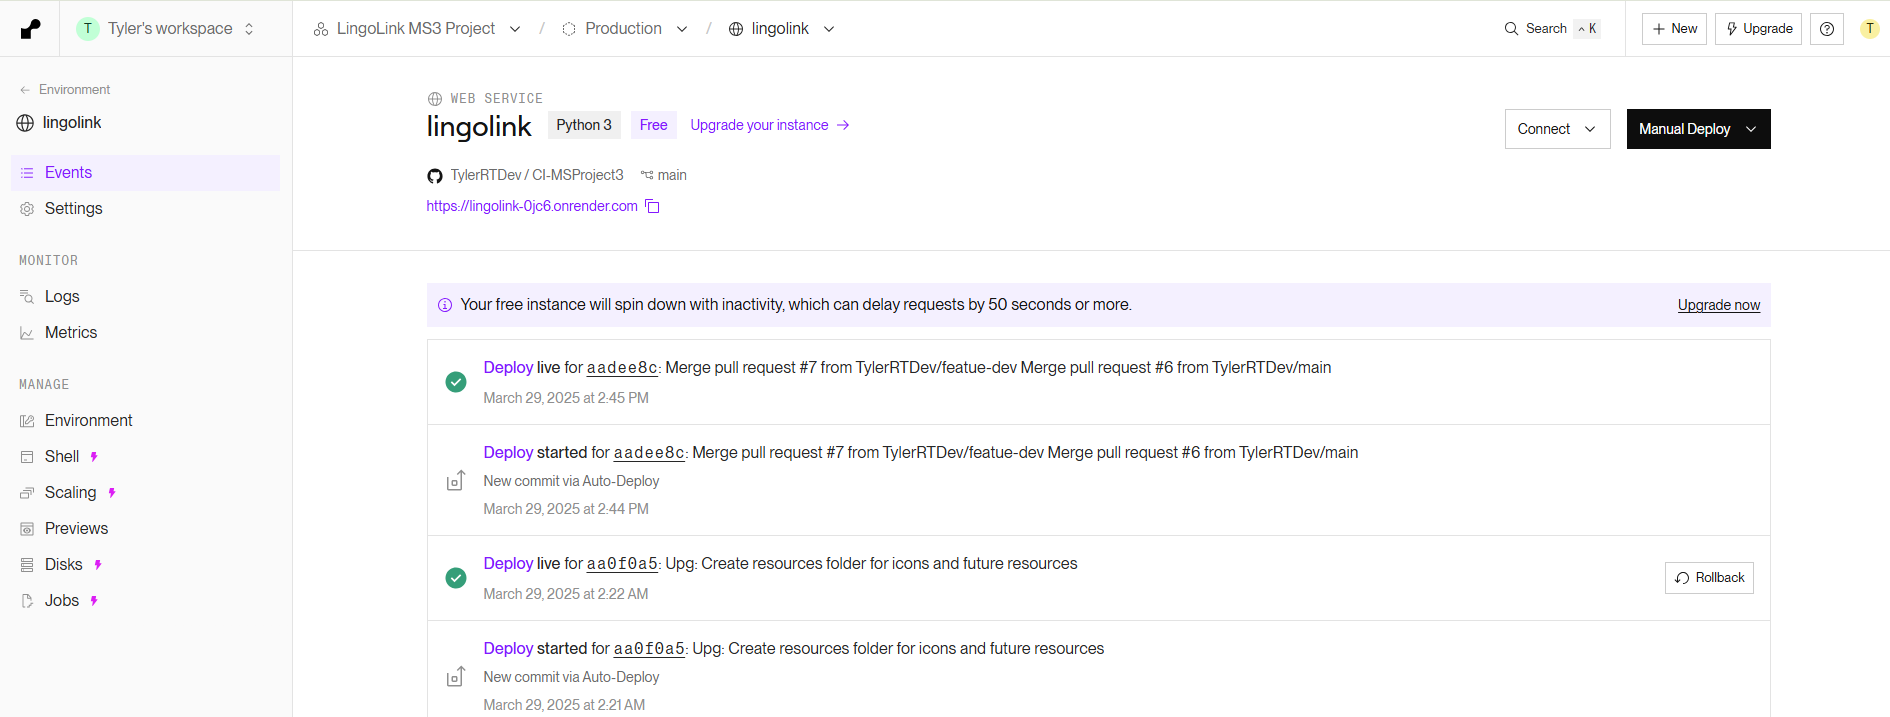 T Tyler's workspace
LingoLink MS3 Project / Production / lingolink
Search ^ K
+ New
Upgrade
T
← Environment
lingolink
Events
Settings
MONITOR
Logs
Metrics
MANAGE
Environment
Shell
Scaling
Previews
Disks
Jobs
WEB SERVICE
lingolink Python 3 Free Upgrade your instance →
Connect
Manual Deploy
TylerRTDev / CI-MSProject3 main
https://lingolink-0jc6.onrender.com
Your free instance will spin down with inactivity, which can delay requests by 50 seconds or more.
Upgrade now
Deploy live for aadee8c: Merge pull request #7 from TylerRTDev/featue-dev Merge pull request #6 from TylerRTDev/main
March 29, 2025 at 2:45 PM
Deploy started for aadee8c: Merge pull request #7 from TylerRTDev/featue-dev Merge pull request #6 from TylerRTDev/main
New commit via Auto-Deploy
March 29, 2025 at 2:44 PM
Deploy live for aa0f0a5: Upg: Create resources folder for icons and future resources
March 29, 2025 at 2:22 AM
Rollback
Deploy started for aa0f0a5: Upg: Create resources folder for icons and future resources
New commit via Auto-Deploy
March 29, 2025 at 2:21 AM